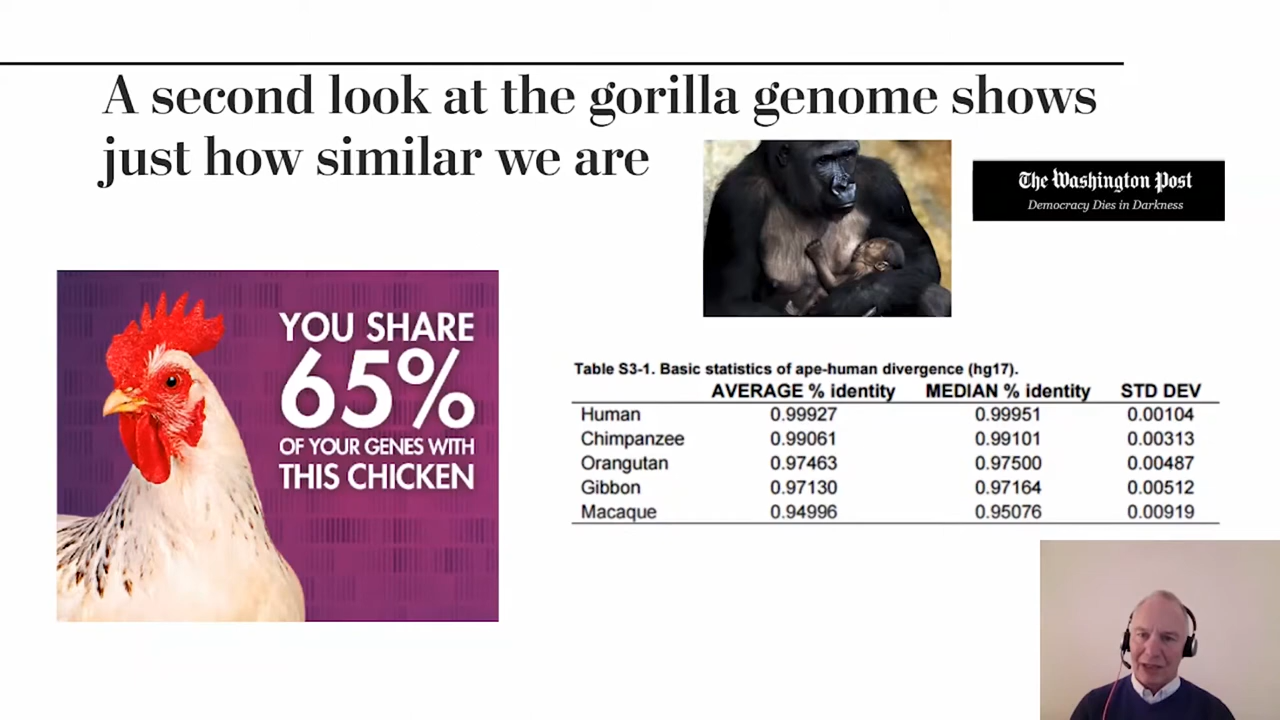 A second look at the gorilla genome shows
just how similar we are
The Washington Post
Democracy Dies in Darkness
YOU SHARE
65%
OF YOUR GENES WITH
THIS CHICKEN
Table S3-1. Basic statistics of ape-human divergence (hg17).
AVERAGE % identity MEDIAN % identity STD DEV
Human 0.99927 0.99951 0.00104
Chimpanzee 0.99061 0.99101 0.00313
Orangutan 0.97463 0.97500 0.00487
Gibbon 0.97130 0.97164 0.00512
Macaque 0.94996 0.95076 0.00919